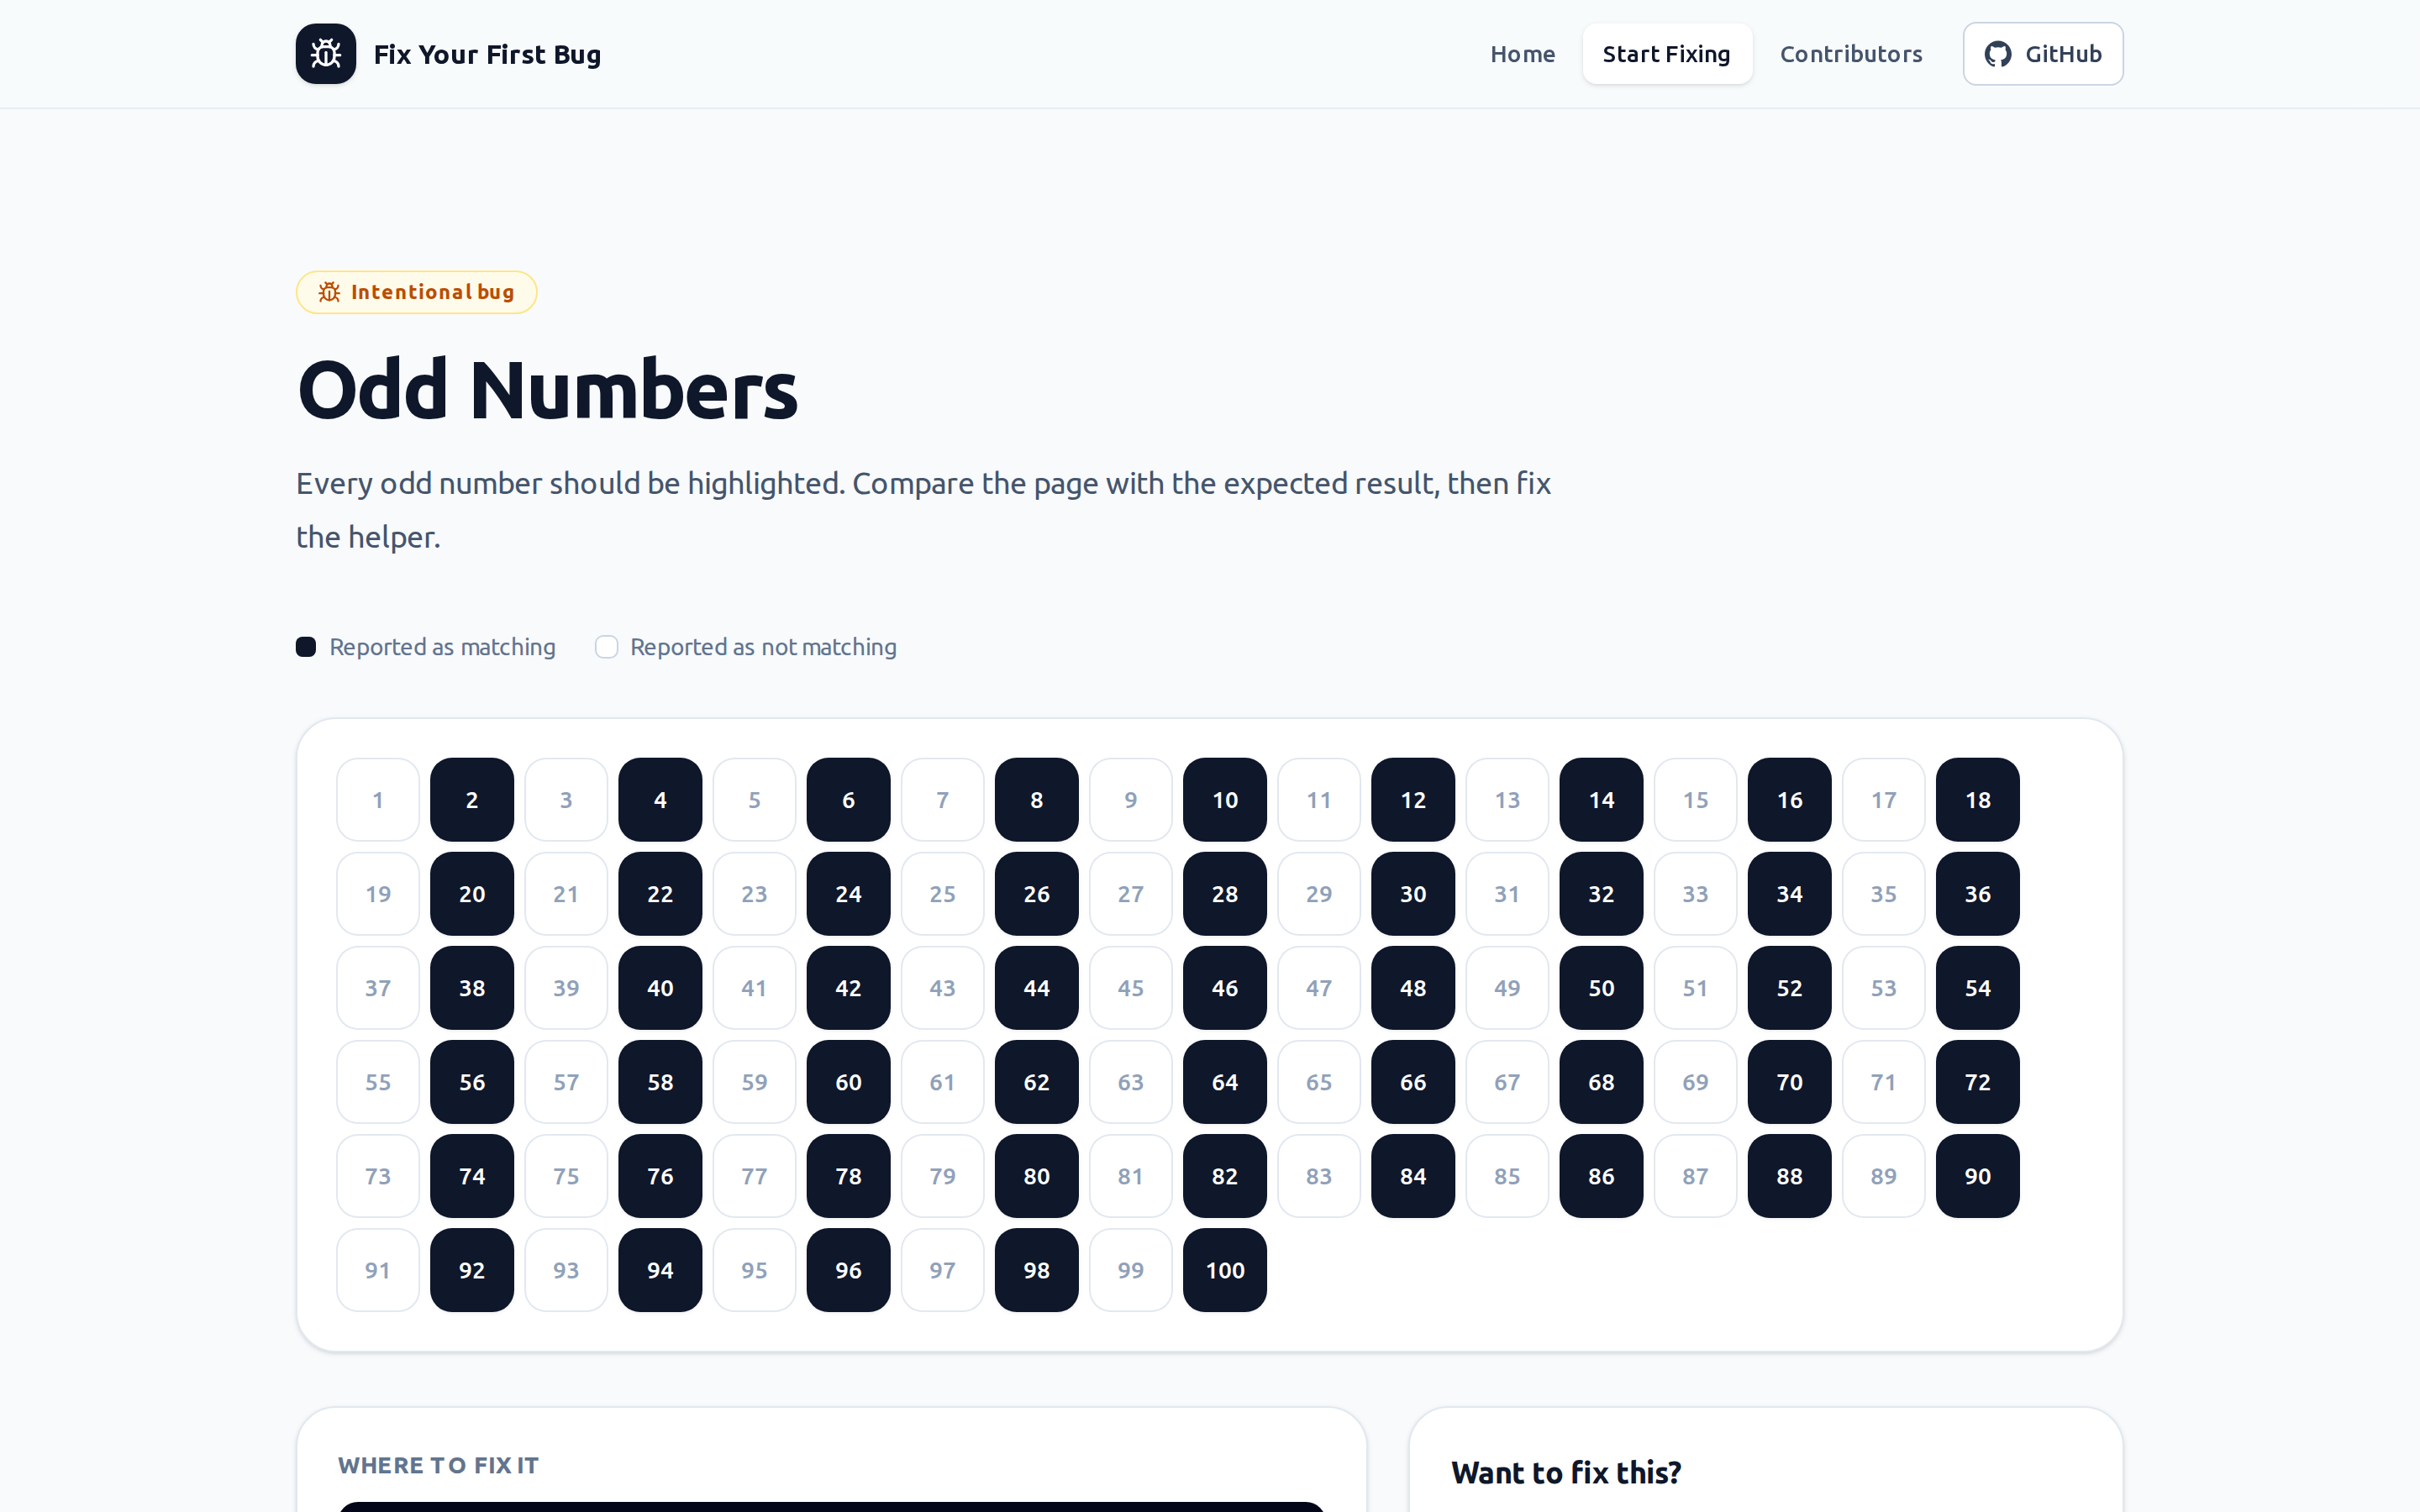 Fix Your First Bug
Home
Start Fixing
Contributors
GitHub
Intentional bug
Odd Numbers
Every odd number should be highlighted. Compare the page with the expected result, then fix
the helper.
Reported as matching
Reported as not matching
1 2 3 4 5 6 7 8 9 10 11 12 13 14 15 16 17 18
19 20 21 22 23 24 25 26 27 28 29 30 31 32 33 34 35 36
37 38 39 40 41 42 43 44 45 46 47 48 49 50 51 52 53 54
55 56 57 58 59 60 61 62 63 64 65 66 67 68 69 70 71 72
73 74 75 76 77 78 79 80 81 82 83 84 85 86 87 88 89 90
91 92 93 94 95 96 97 98 99 100
WHERE TO FIX IT
Want to fix this?